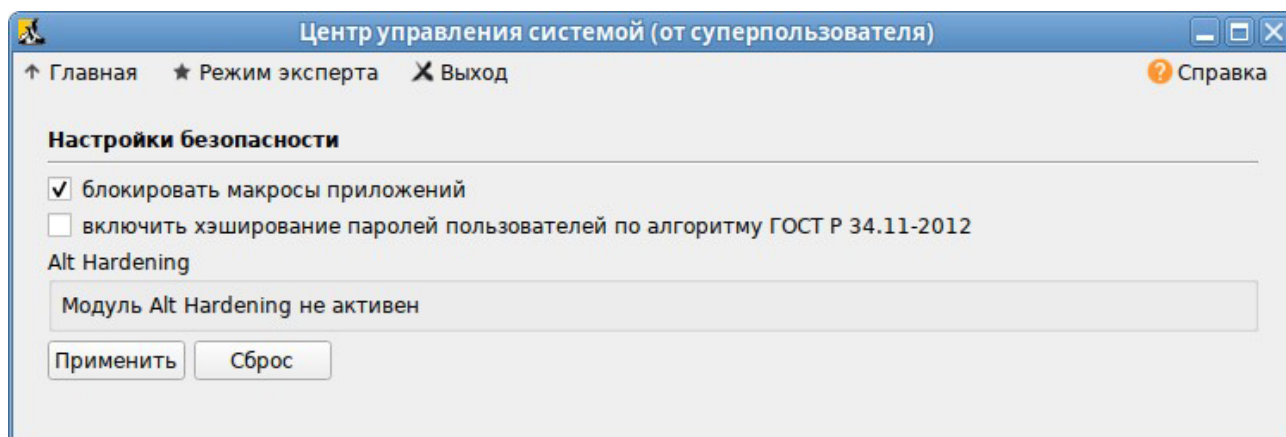 Центр управления системой (от суперпользователя)
Главная Режим эксперта Выход Справка
Настройки безопасности
блокировать макросы приложений
включить хэширование паролей пользователей по алгоритму ГОСТ Р 34.11-2012
Alt Hardening
Модуль Alt Hardening не активен
Применить Сброс